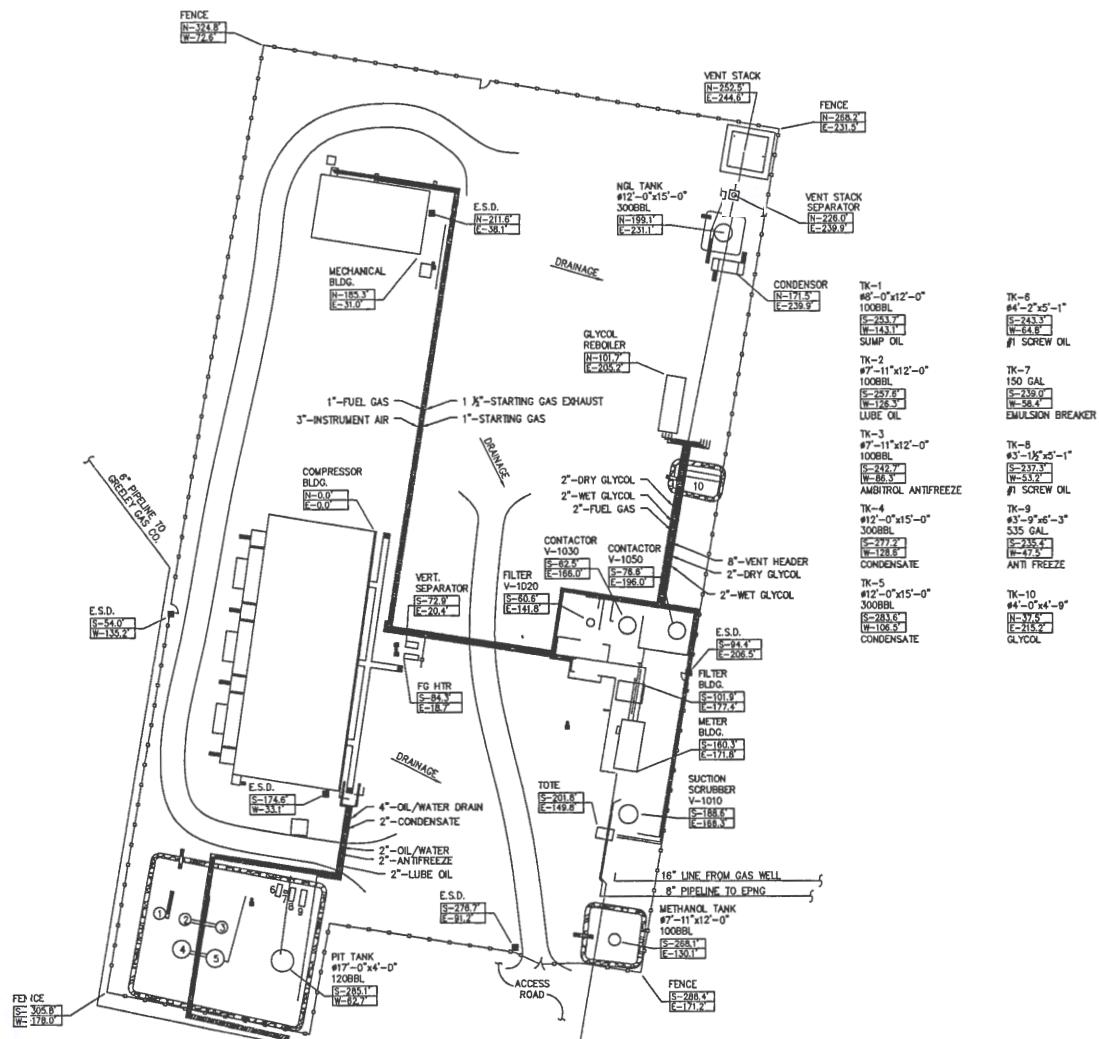 FENCE
N-324.8'
W-72.6'
VENT STACK
N-252.5'
E-244.6'
FENCE
N-268.2'
E-231.5'
NGL TANK
ø12'-0"x15'-0"
300BBL
N-199.1'
E-231.1'
VENT STACK
SEPARATOR
N-226.0'
E-239.9'
E.S.D.
N-211.6'
E-38.1'
MECHANICAL
BLDG.
N-185.3'
E-31.0'
DRAINAGE
CONDENSOR
N-171.5'
E-239.9'
GLYCOL
REBOILER
N-101.7'
E-205.2'
1"-FUEL GAS
1 ½"-STARTING GAS EXHAUST
3"-INSTRUMENT AIR
1"-STARTING GAS
DRAINAGE
6" PIPELINE TO
GREELEY GAS CO.
COMPRESSOR
BLDG.
N-0.0'
E-0.0'
2"-DRY GLYCOL
2"-WET GLYCOL
2"-FUEL GAS
10
CONTACTOR
V-1030
S-62.5'
E-166.0'
CONTACTOR
V-1050
S-76.6'
E-196.0'
8"-VENT HEADER
2"-DRY GLYCOL
2"-WET GLYCOL
VERT.
SEPARATOR
S-72.9'
E-20.4'
FILTER
V-1020
S-60.6'
E-141.8'
E.S.D.
S-54.0'
W-135.2'
E.S.D.
S-94.4'
E-206.5'
FG HTR
S-84.3'
E-18.7'
FILTER
BLDG.
S-101.9'
E-177.4'
METER
BLDG.
S-160.3'
E-171.8'
DRAINAGE
E.S.D.
S-174.6'
W-33.1'
TOTE
S-201.8'
E-149.8'
SUCTION
SCRUBBER
V-1010
S-188.6'
E-168.3'
4"-OIL/WATER DRAIN
2"-CONDENSATE
2"-OIL/WATER
2"-ANTIFREEZE
2"-LUBE OIL
16" LINE FROM GAS WELL
8" PIPELINE TO EPNG
E.S.D.
S-276.7'
E-91.2'
METHANOL TANK
ø7'-11"x12'-0"
100BBL
S-268.1'
E-130.1'
6
7
8
9
1
2
3
4
5
PIT TANK
ø17'-0"x4'-0"
120BBL
S-285.1'
W-62.7'
ACCESS
ROAD
FENCE
S-288.4'
E-171.2'
FENCE
305.8'
W-178.0'
TK-1
ø8'-0"x12'-0"
100BBL
S-253.7'
W-143.1'
SUMP OIL
TK-2
ø7'-11"x12'-0"
100BBL
S-257.6'
W-126.3'
LUBE OIL
TK-3
ø7'-11"x12'-0"
100BBL
S-242.7'
W-86.3'
AMBITROL ANTIFREEZE
TK-4
ø12'-0"x15'-0"
300BBL
S-277.2'
W-128.6'
CONDENSATE
TK-5
ø12'-0"x15'-0"
300BBL
S-283.6'
W-106.5'
CONDENSATE
TK-6
ø4'-2"x5'-1"
S-243.3'
W-64.8'
#1 SCREW OIL
TK-7
150 GAL
S-239.0'
W-58.4'
EMULSION BREAKER
TK-8
ø3'-1½"x5'-1"
S-237.3'
W-53.2'
#1 SCREW OIL
TK-9
ø3'-9"x6'-3"
535 GAL.
S-235.4'
W-47.5'
ANTI FREEZE
TK-10
ø4'-0"x4'-9"
N-37.5'
E-215.2'
GLYCOL